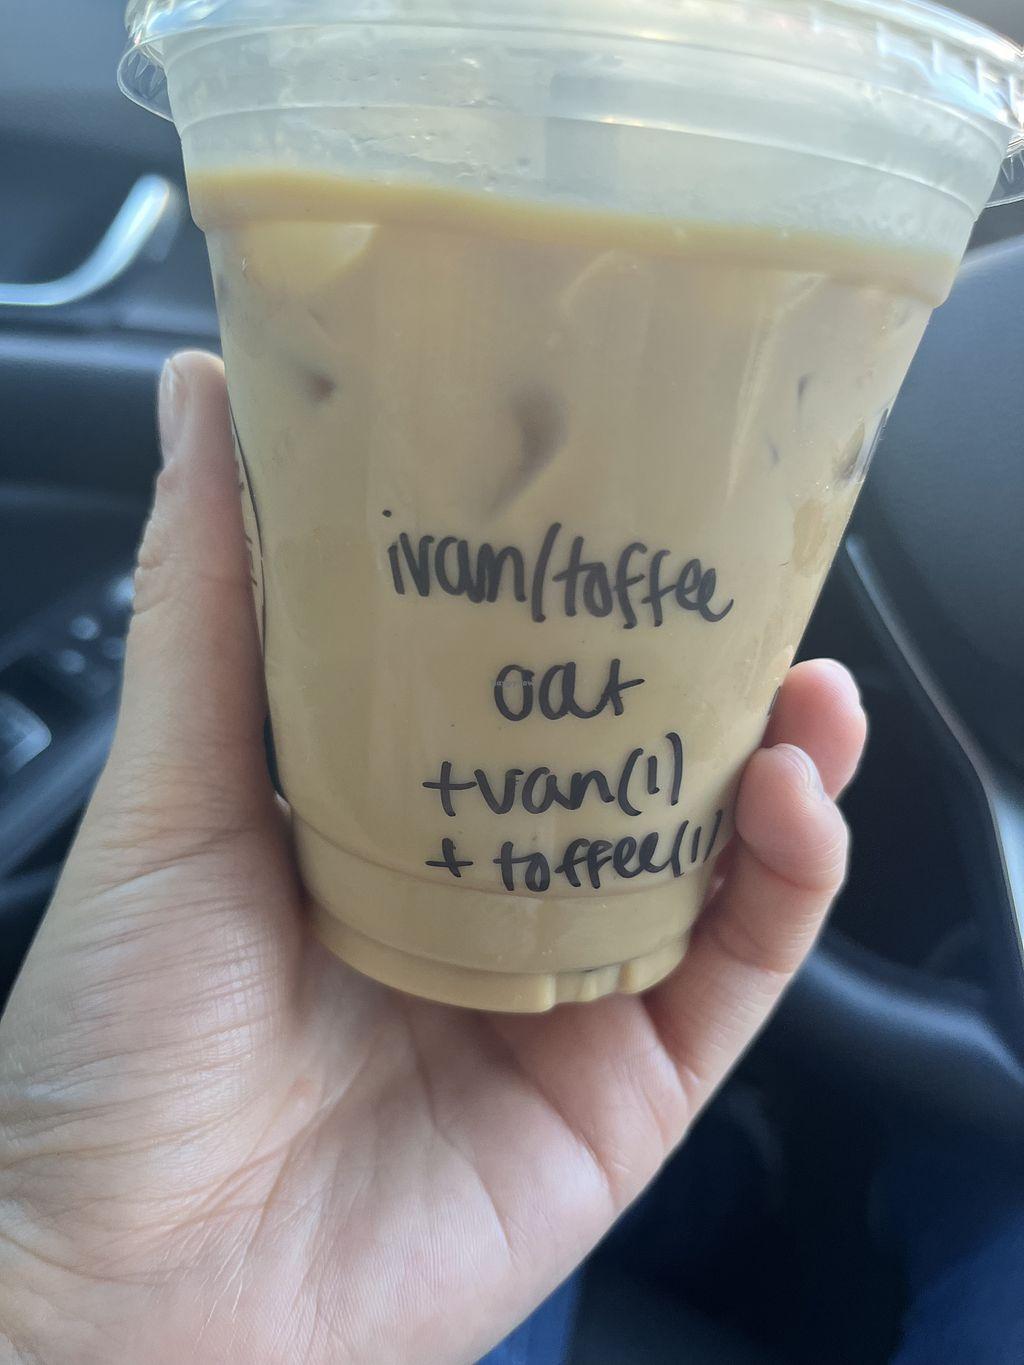 ivan/toffee
oat
+van(1)
+ toffee(1)